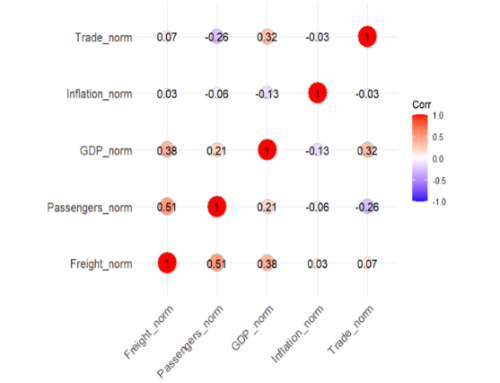 Trade_norm 0.07 -0.26 0.32 -0.03 1
Inflation_norm 0.03 -0.06 -0.13 1 -0.03
GDP_norm 0.38 0.21 1 -0.13 0.32
Passengers_norm 0.51 1 0.21 -0.06 -0.26
Freight_norm 1 0.51 0.38 0.03 0.07
Freight_norm Passengers_norm GDP_norm Inflation_norm Trade_norm
Corr
1.0
0.5
0.0
-0.5
-1.0